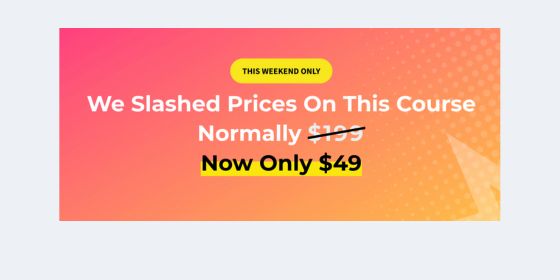 THIS WEEKEND ONLY
We Slashed Prices On This Course
Normally $199
Now Only $49